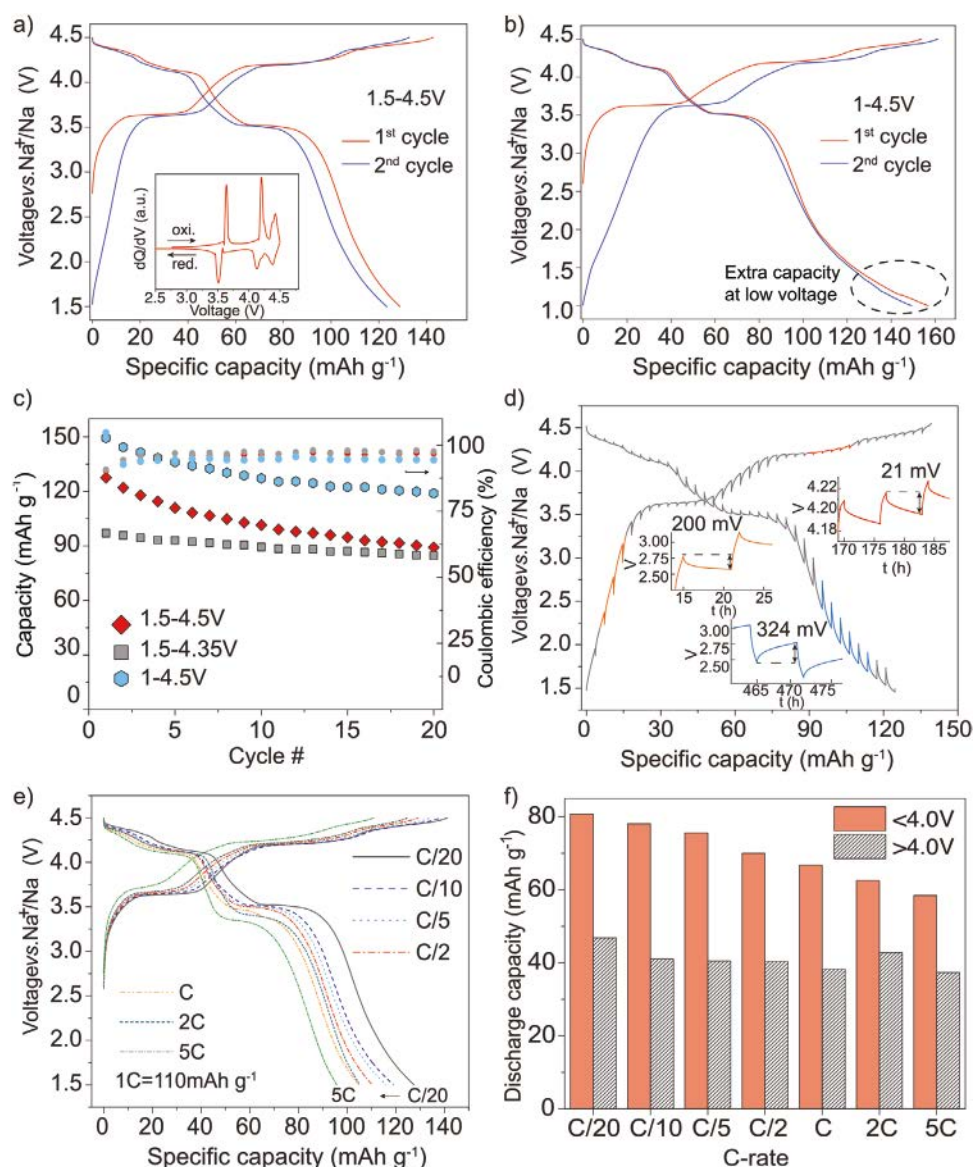 a)
4.5
4.0
3.5
3.0
2.5
2.0
1.5
Voltagevs.Na⁺/Na (V)
1.5-4.5V
1ˢᵗ cycle
2ⁿᵈ cycle
dQ/dV (a.u.)
oxi.
red.
2.5 3.5 4.5
Voltage (V)
0 20 40 60 80 100 120 140
Specific capacity (mAh g⁻¹)
b)
4.5
4.0
3.5
3.0
2.5
2.0
1.5
1.0
Voltagevs.Na⁺/Na (V)
1-4.5V
1ˢᵗ cycle
2ⁿᵈ cycle
Extra capacity
at low voltage
0 20 40 60 80 100 120 140 160
Specific capacity (mAh g⁻¹)
c)
150
120
90
60
30
0
Capacity (mAh g⁻¹)
100
75
50
25
0
Coulombic efficiency (%)
1.5-4.5V
1.5-4.35V
1-4.5V
0 5 10 15 20
Cycle #
d)
4.5
4.0
3.5
3.0
2.5
2.0
1.5
Voltagevs.Na⁺/Na (V)
21 mV
4.22
4.20
4.18
V
170 175 180 185
t (h)
200 mV
3.00
2.75
2.50
V
15 20 25
t (h)
324 mV
3.00
2.75
2.50
V
465 470 475
t (h)
0 30 60 90 120 150
Specific capacity (mAh g⁻¹)
e)
4.5
4.0
3.5
3.0
2.5
2.0
1.5
Voltagevs.Na⁺/Na (V)
C/20
C/10
C/5
C/2
C
2C
5C
1C=110mAh g⁻¹
5C
C/20
0 20 40 60 80 100 120 140
Specific capacity (mAh g⁻¹)
f)
80
60
40
20
0
Discharge capacity (mAh g⁻¹)
<4.0V
>4.0V
C/20 C/10 C/5 C/2 C 2C 5C
C-rate